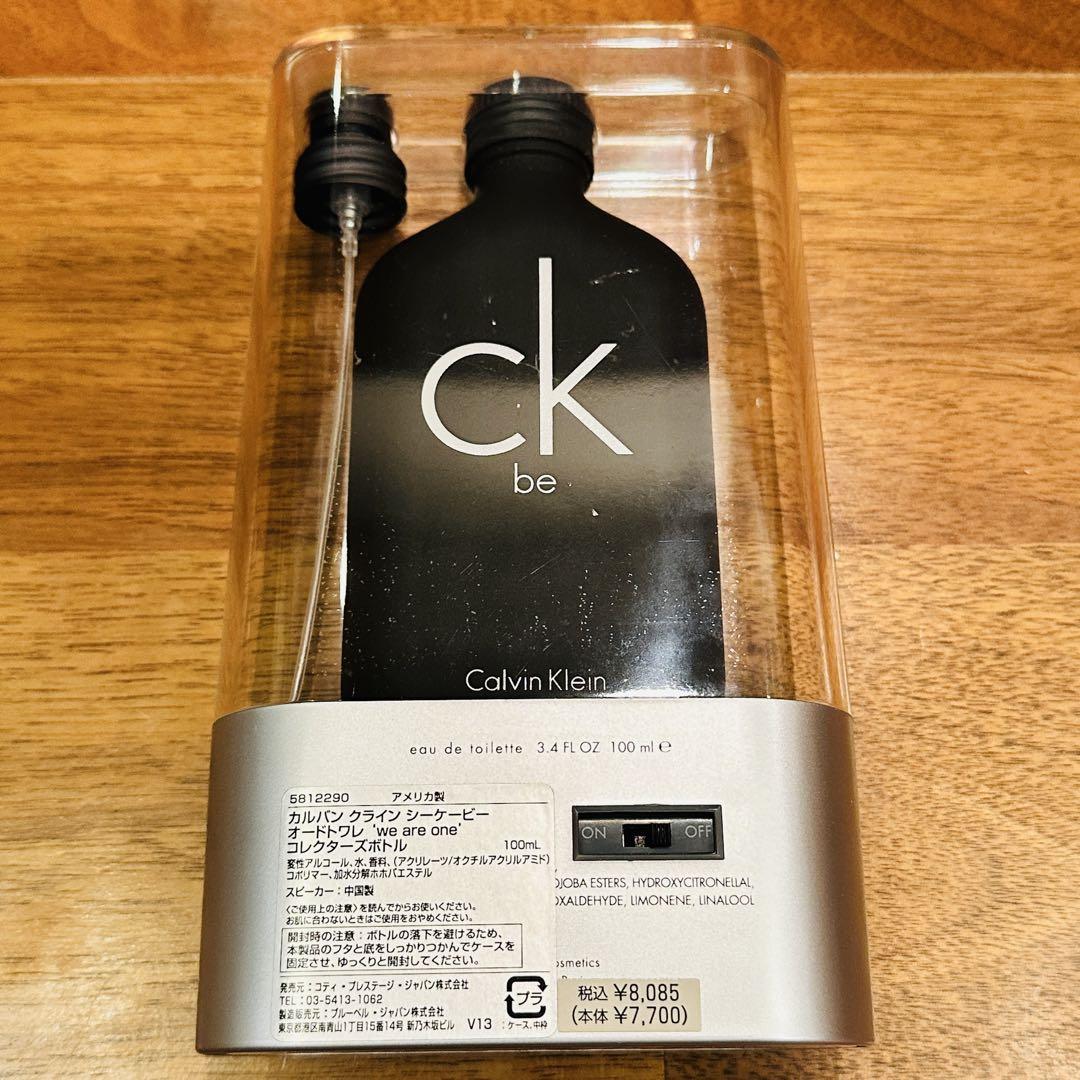 ck
be
Calvin Klein
eau de toilette 3.4 FL OZ 100 ml ℮
5812290 アメリカ製
カルバン クライン シーケービー
オードトワレ 'we are one'
コレクターズボトル 100mL
変性アルコール、水、香料、(アクリレーツ/オクチルアクリルアミド)
コポリマー、加水分解ホホバエステル
スピーカー:中国製
〈ご使用上の注意〉を読んでからお使いください。
お肌に合わないときはご使用をおやめください。
開封時の注意:ボトルの落下を避けるため、
本製品のフタと底をしっかりつかんでケースを
固定させ、ゆっくりと開封してください。
発売元:コティ・プレステージ・ジャパン株式会社
TEL:03-5413-1062
製造販売元:ブルーベル・ジャパン株式会社
東京都港区南青山1丁目15番14号 新乃木坂ビル V13
プラ
:ケース、中枠
ON OFF
OJOBA ESTERS, HYDROXYCITRONELLAL,
OXALDEHYDE, LIMONENE, LINALOOL
osmetics
税込 ¥8,085
(本体 ¥7,700)